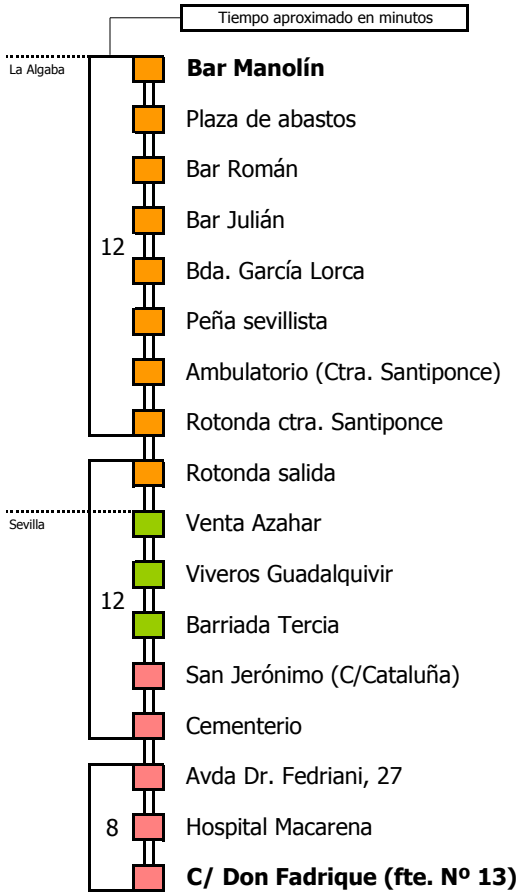 Tiempo aproximado en minutos
La Algaba
Bar Manolín
Plaza de abastos
Bar Román
Bar Julián
12
Bda. García Lorca
Peña sevillista
Ambulatorio (Ctra. Santiponce)
Rotonda ctra. Santiponce
Rotonda salida
Sevilla
Venta Azahar
Viveros Guadalquivir
12
Barriada Tercia
San Jerónimo (C/Cataluña)
Cementerio
Avda Dr. Fedriani, 27
8
Hospital Macarena
C/ Don Fadrique (fte. Nº 13)